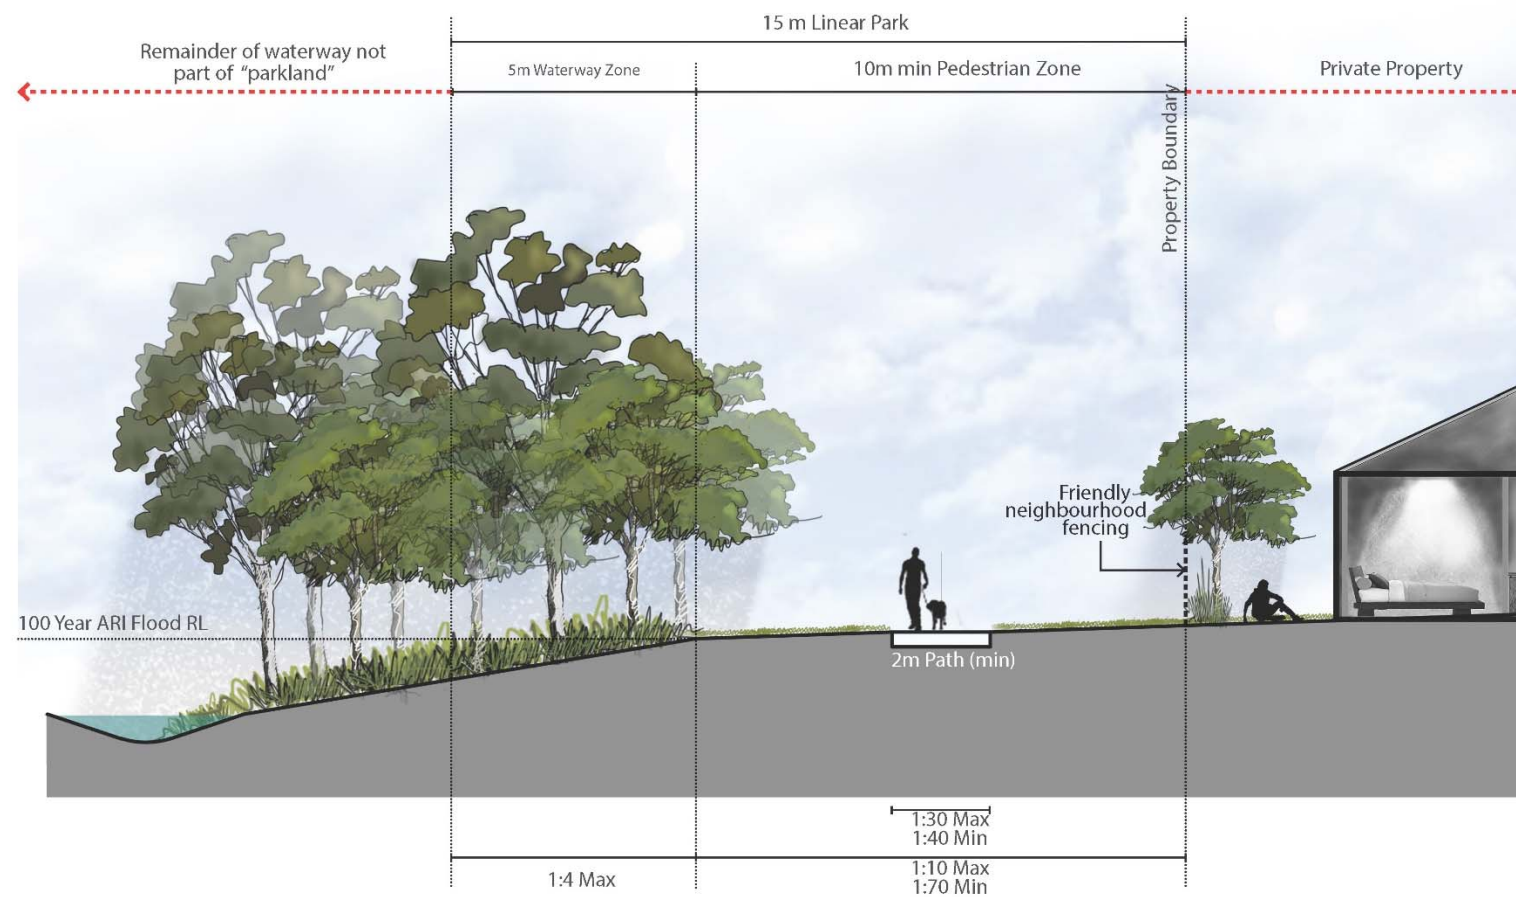 15 m Linear Park
Remainder of waterway not
part of “parkland”
5m Waterway Zone
10m min Pedestrian Zone
Private Property
Property Boundary
Friendly
neighbourhood
fencing
100 Year ARI Flood RL
2m Path (min)
1:30 Max
1:40 Min
1:4 Max
1:10 Max
1:70 Min